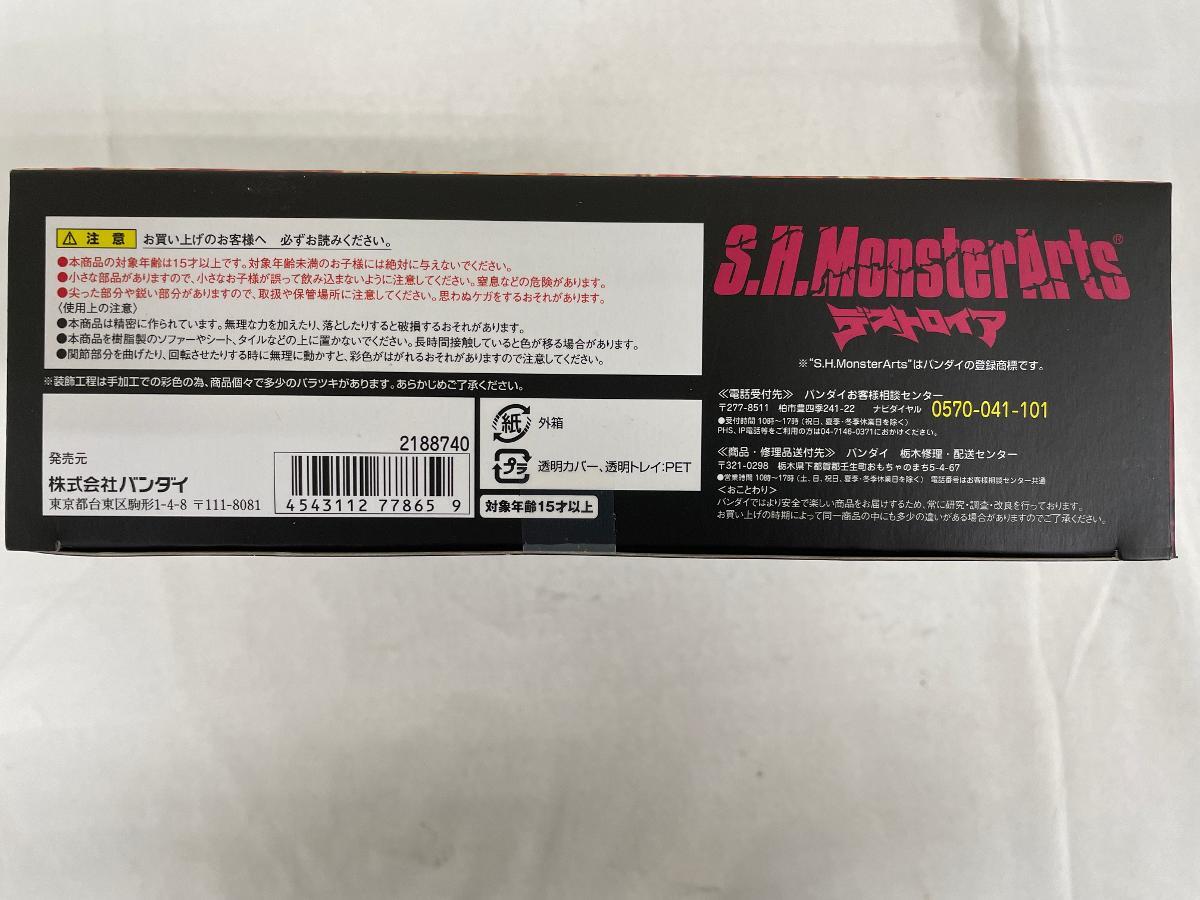 ⚠ 注意 お買い上げのお客様へ 必ずお読みください。
●本商品の対象年齢は15才以上です。対象年齢未満のお子様には絶対に与えないでください。
●小さな部品がありますので、小さなお子様が誤って飲み込まないように注意してください。窒息などの危険があります。
●尖った部分や鋭い部分がありますので、取扱や保管場所に注意してください。思わぬケガをするおそれがあります。
〈使用上の注意〉
●本商品は精密に作られています。無理な力を加えたり、落としたりすると破損するおそれがあります。
●本商品を樹脂製のソファーやシート、タイルなどの上に置かないでください。長時間接触していると色が移る場合があります。
●関節部分を曲げたり、回転させたりする時に無理に動かすと、彩色がはがれるおそれがありますので注意してください。
※装飾工程は手加工での彩色の為、商品個々で多少のバラツキがあります。あらかじめご了承ください。
2188740
発売元
株式会社バンダイ
東京都台東区駒形1-4-8 〒111-8081
4543112 77865 9
紙 外箱
プラ 透明カバー、透明トレイ:PET
対象年齢15才以上
S.H.MonsterArts®
デストロイア
※“S.H.MonsterArts”はバンダイの登録商標です。
≪電話受付先≫ バンダイお客様相談センター
〒277-8511 柏市豊四季241-22 ナビダイヤル 0570-041-101
●受付時間 10時〜17時 (祝日、夏季・冬季休業日を除く)
PHS、IP電話等をご利用の方は04-7146-0371におかけください。
≪商品・修理品送付先≫ バンダイ 栃木修理・配送センター
〒321-0298 栃木県下都賀郡壬生町おもちゃのまち5-4-67
●営業時間 10時〜17時 (土、日、祝日、夏季・冬季休業日を除く) 電話番号はお客様相談センター共通
<おことわり>
バンダイではより安全で楽しい商品をお届けするため、常に研究・調査・改良を行っております。
お買い上げの時期によって同一商品の中にも多少の違いがある場合がありますのでご了承ください。